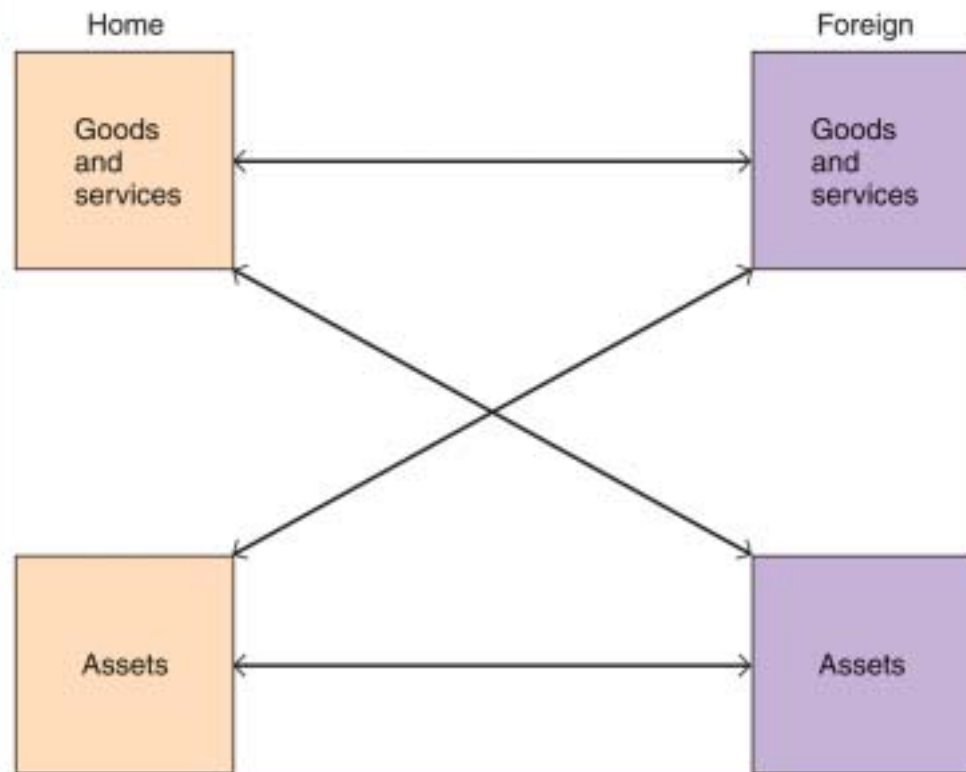 Home
Foreign
Goods
and
services
Goods
and
services
Assets
Assets